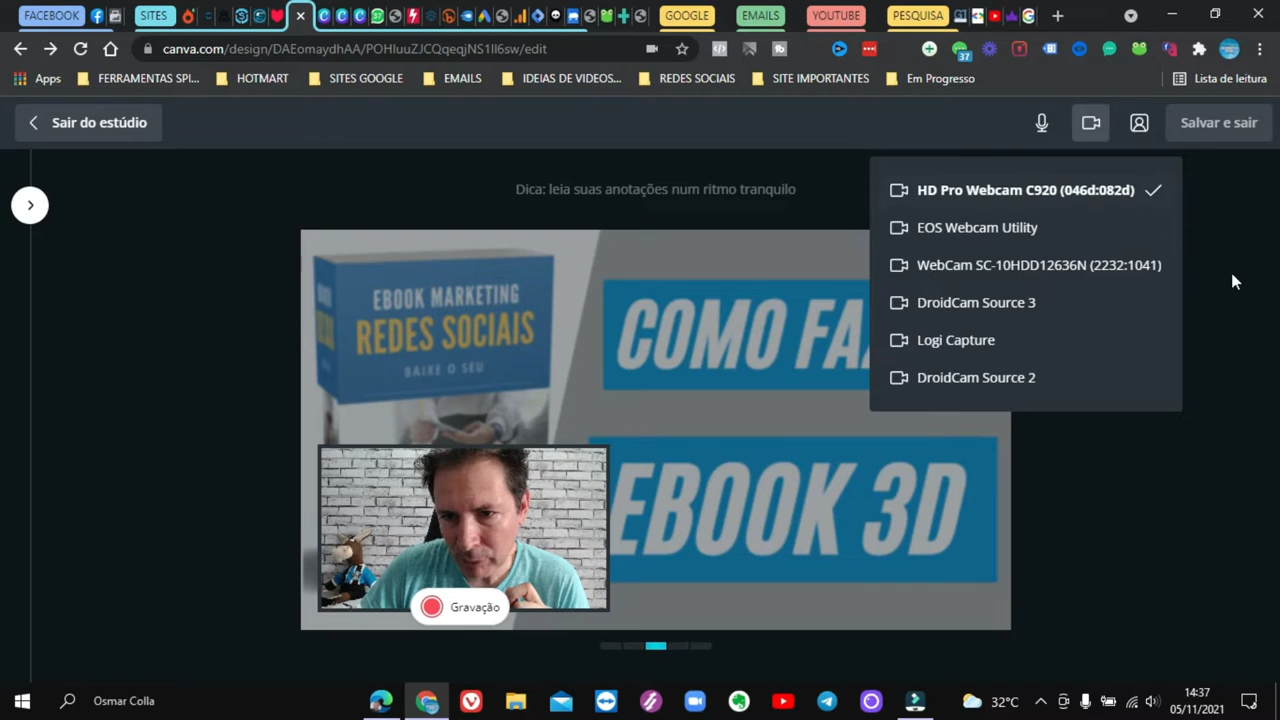 FACEBOOK
SITES
GOOGLE
EMAILS
YOUTUBE
PESQUISA
canva.com/design/DAEomaydhAA/POHIuuZJCQqeqjNS1II6sw/edit
37
Apps
FERRAMENTAS SPI...
HOTMART
SITES GOOGLE
EMAILS
IDEIAS DE VIDEOS...
REDES SOCIAIS
SITE IMPORTANTES
Em Progresso
Lista de leitura
Sair do estúdio
Salvar e sair
Dica: leia suas anotações num ritmo tranquilo
HD Pro Webcam C920 (046d:082d)
EOS Webcam Utility
WebCam SC-10HDD12636N (2232:1041)
DroidCam Source 3
Logi Capture
DroidCam Source 2
EBOOK MARKETING
REDES SOCIAIS
BAIXE O SEU
COMO FA
EBOOK 3D
Gravação
Osmar Colla
32°C
14:37
05/11/2021